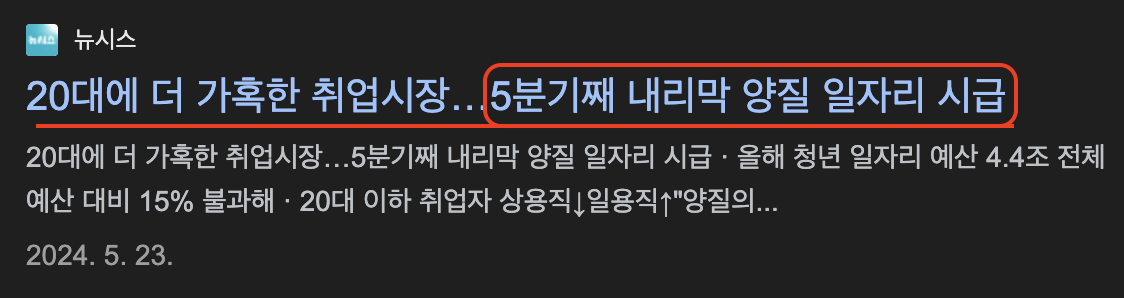 뉴시스
20대에 더 가혹한 취업시장...5분기째 내리막 양질 일자리 시급
20대에 더 가혹한 취업시장...5분기째 내리막 양질 일자리 시급 · 올해 청년 일자리 예산 4.4조 전체
예산 대비 15% 불과해 · 20대 이하 취업자 상용직↓일용직↑"양질의...
2024. 5. 23.